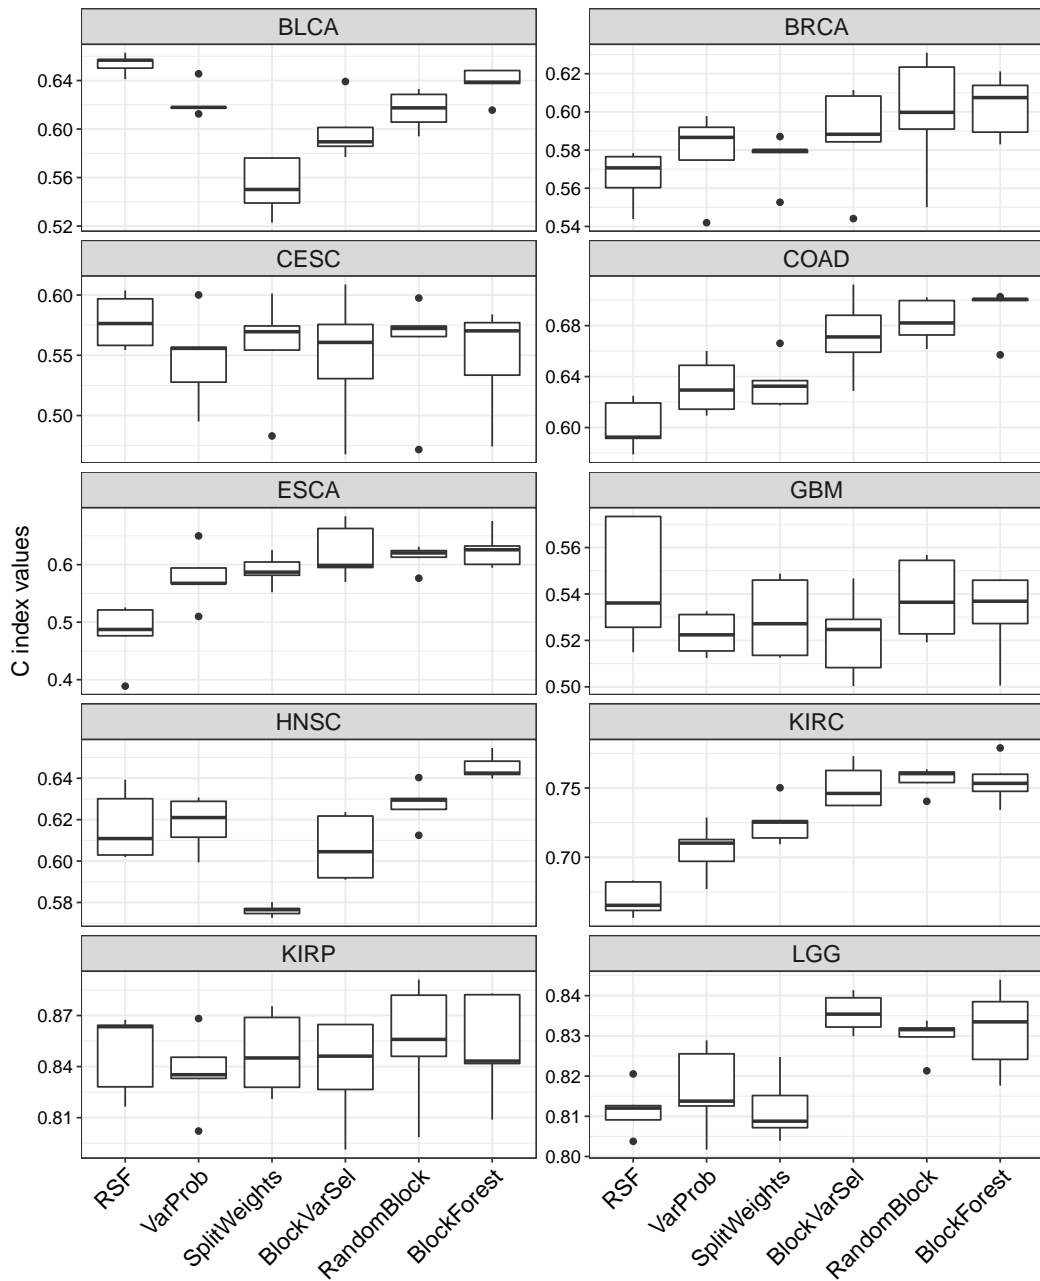 BLCA
BRCA
0.64
0.60
0.56
0.52
0.62
0.60
0.58
0.56
0.54
CESC
COAD
0.60
0.55
0.50
0.68
0.64
0.60
ESCA
GBM
0.6
0.5
0.4
0.56
0.54
0.52
0.50
C index values
HNSC
KIRC
0.64
0.62
0.60
0.58
0.75
0.70
KIRP
LGG
0.87
0.84
0.81
0.84
0.83
0.82
0.81
0.80
RSF
VarProb
SplitWeights
BlockVarSel
RandomBlock
BlockForest
RSF
VarProb
SplitWeights
BlockVarSel
RandomBlock
BlockForest